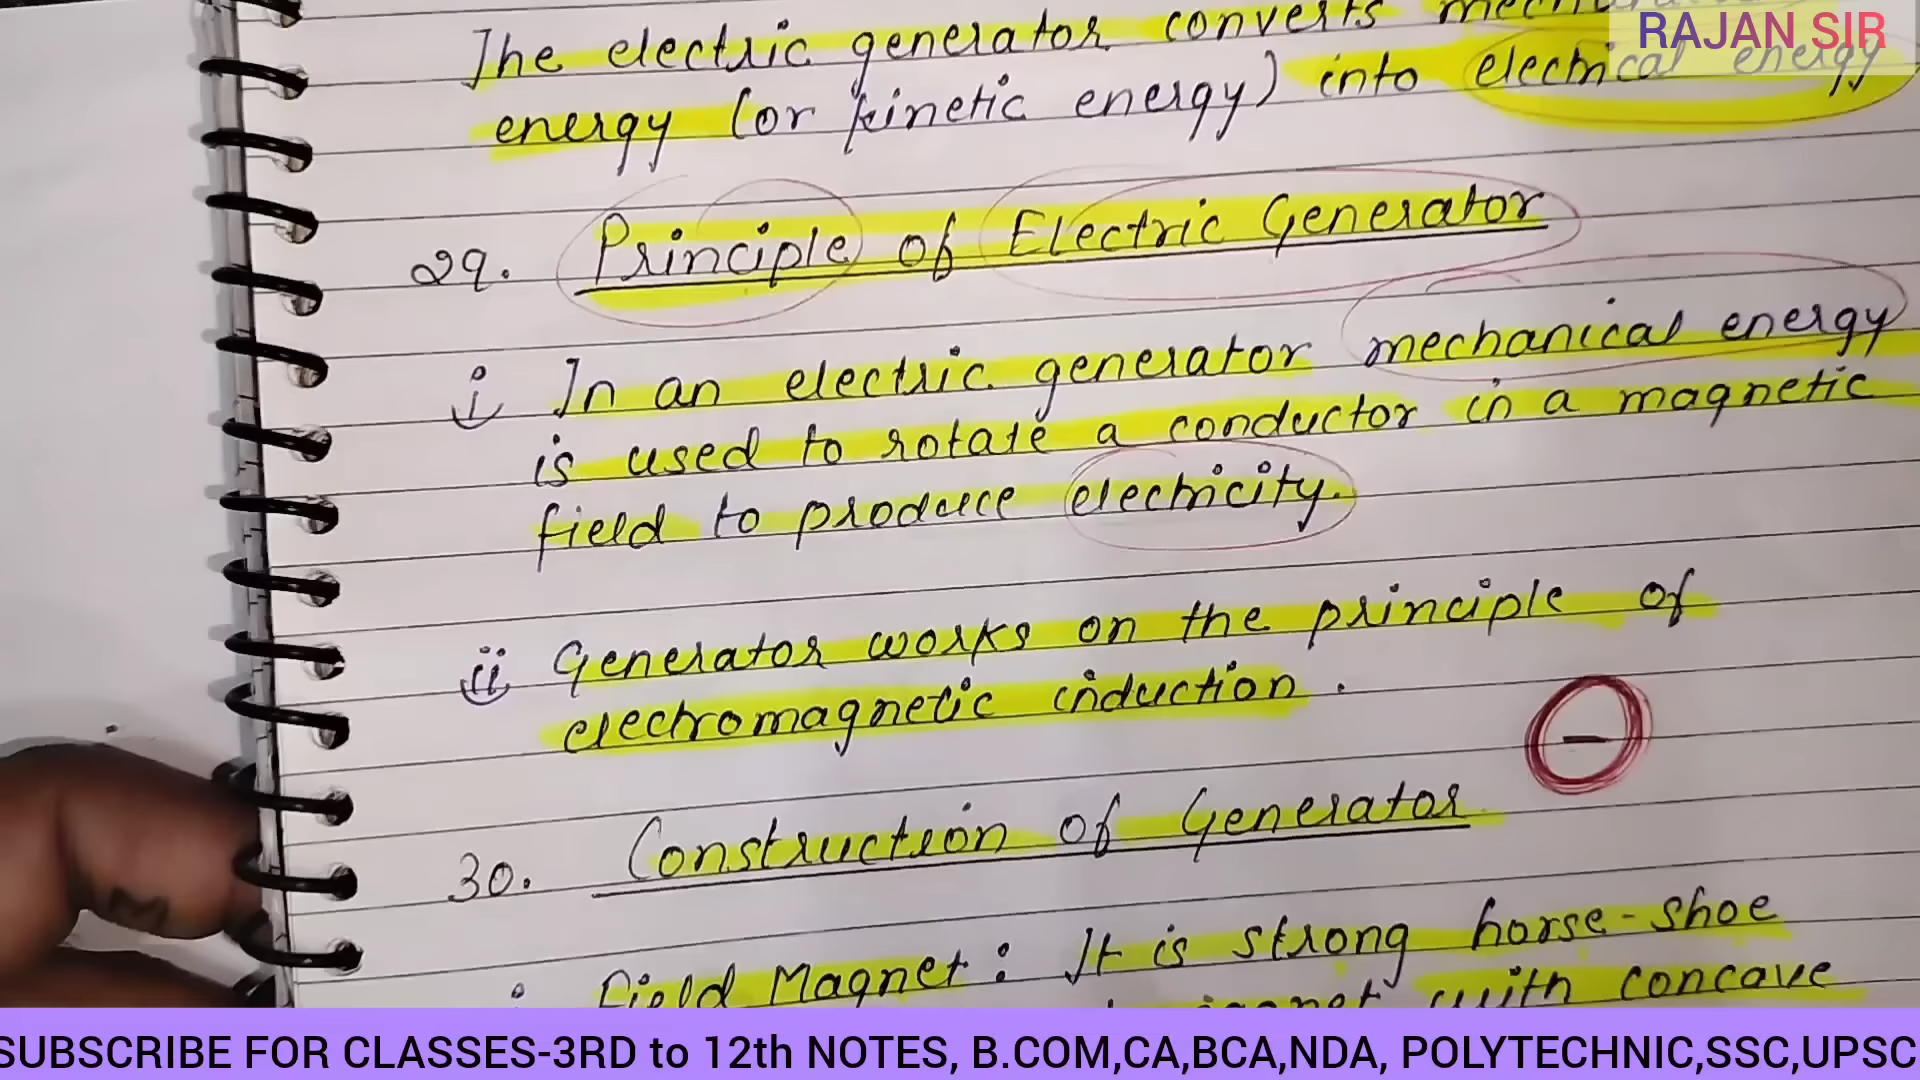 RAJAN SIR
The electric generator converts
energy (or kinetic energy) into electrical energy
29. Principle of Electric Generator
i In an electric generator mechanical energy
is used to rotate a conductor in a magnetic
field to produce electricity.
ii Generator works on the principle of
electromagnetic induction.
30. Construction of Generator
i Field Magnet: It is strong horse-shoe
with concave
SUBSCRIBE FOR CLASSES-3RD to 12th NOTES, B.COM,CA,BCA,NDA, POLYTECHNIC,SSC,UPSC